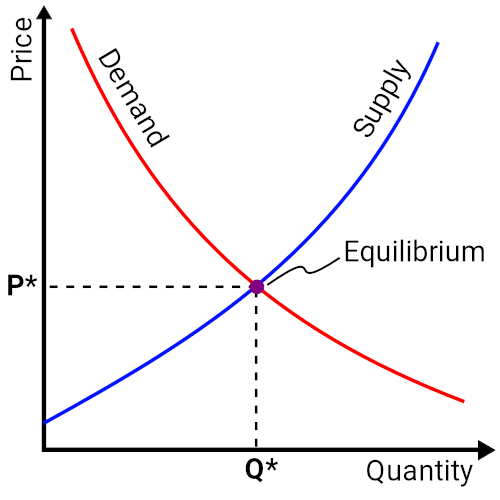 Price
Demand
Supply
Equilibrium
P*
Q*
Quantity